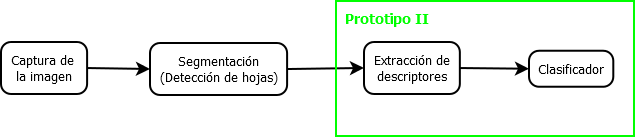 Prototipo II
Captura de
la imagen
Segmentación
(Detección de hojas)
Extracción de
descriptores
Clasificador